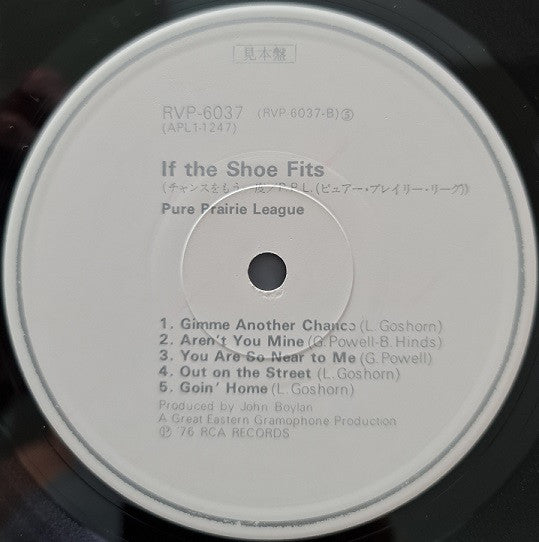 見本盤
RVP-6037 (RVP-6037-B)Ⓢ
(APL1-1247)
If the Shoe Fits
(チャンスをもう一度/P.P.L.(ピュアー・プレイリー・リーグ))
Pure Prairie League
1. Gimme Another Chance (L. Goshorn)
2. Aren't You Mine (G. Powell-B. Hinds)
3. You Are So Near to Me (G. Powell)
4. Out on the Street (L. Goshorn)
5. Goin' Home (L. Goshorn)
Produced by John Boylan
A Great Eastern Gramophone Production
Ⓟ '76 RCA RECORDS